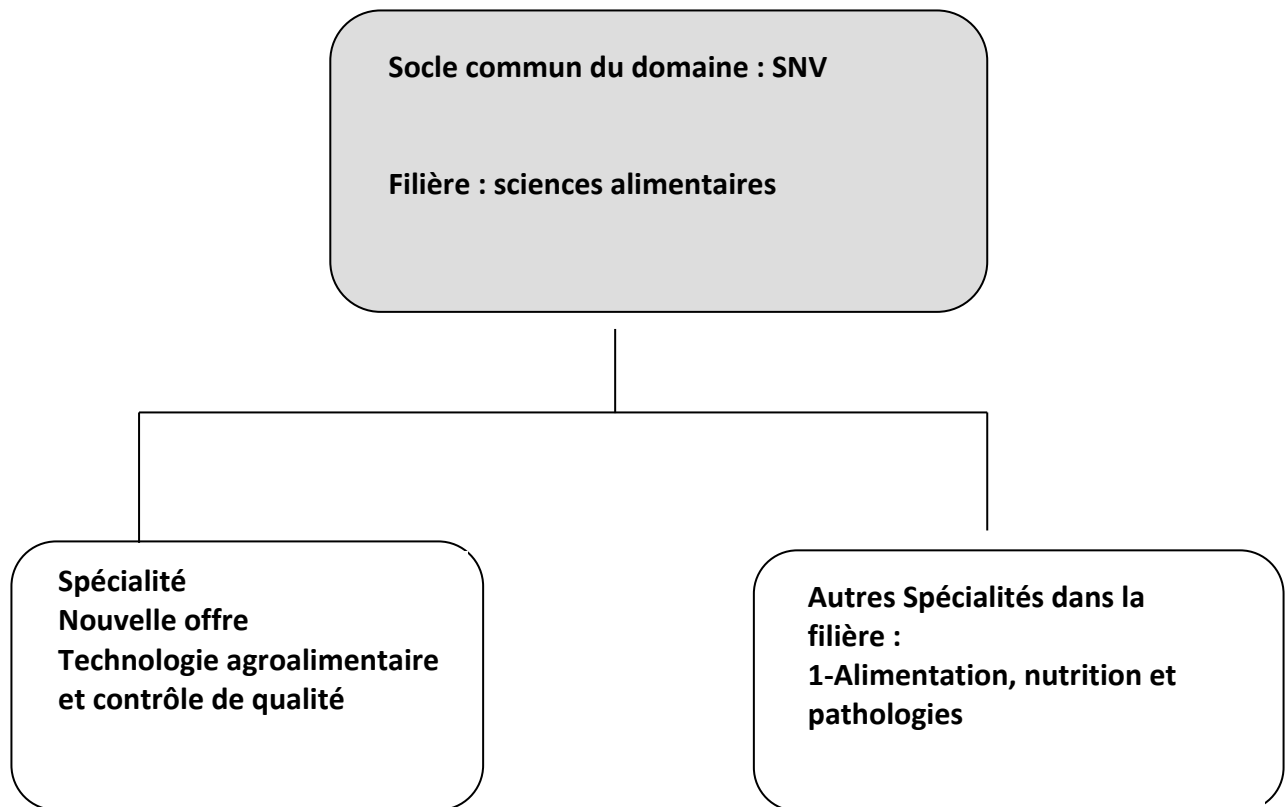 Socle commun du domaine : SNV
Filière : sciences alimentaires
Spécialité
Nouvelle offre
Technologie agroalimentaire
et contrôle de qualité
Autres Spécialités dans la
filière :
1-Alimentation, nutrition et
pathologies